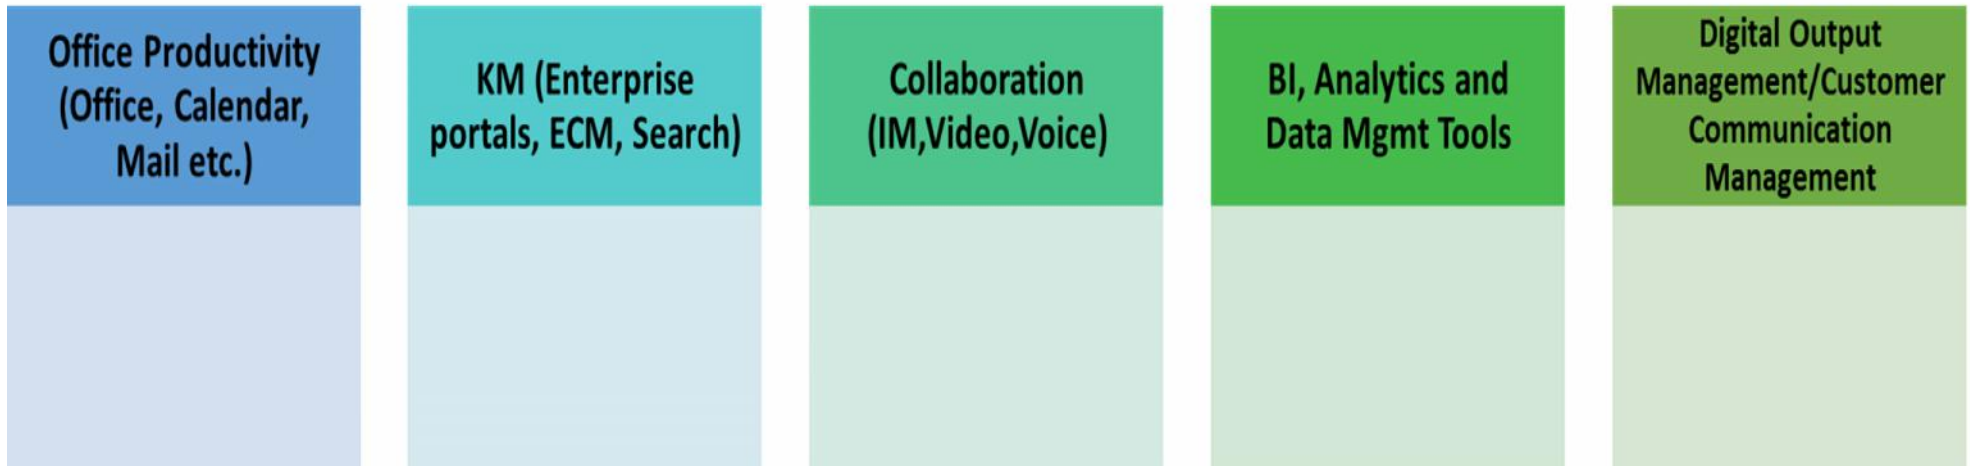 Office Productivity
(Office, Calendar,
Mail etc.)
KM (Enterprise
portals, ECM, Search)
Collaboration
(IM,Video,Voice)
BI, Analytics and
Data Mgmt Tools
Digital Output
Management/Customer
Communication
Management